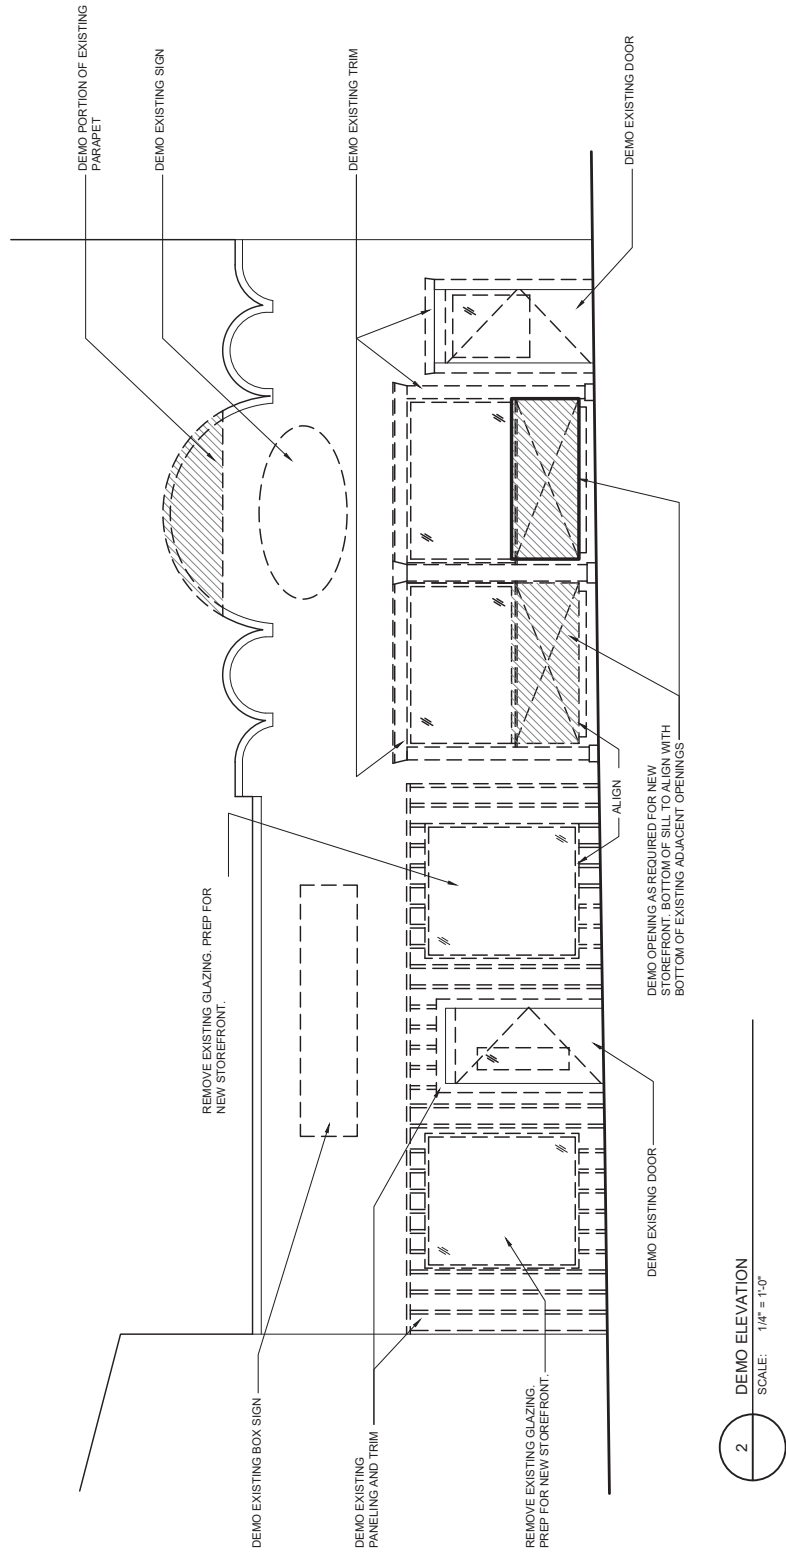 DEMO PORTION OF EXISTING
PARAPET
DEMO EXISTING SIGN
DEMO EXISTING TRIM
DEMO EXISTING DOOR
REMOVE EXISTING GLAZING. PREP FOR
NEW STOREFRONT.
ALIGN
DEMO OPENING AS REQUIRED FOR NEW
STOREFRONT. BOTTOM OF SILL TO ALIGN WITH
BOTTOM OF EXISTING ADJACENT OPENINGS
DEMO EXISTING BOX SIGN
DEMO EXISTING
PANELING AND TRIM
REMOVE EXISTING GLAZING.
PREP FOR NEW STOREFRONT.
DEMO EXISTING DOOR
2
DEMO ELEVATION
SCALE: 1/4" = 1'-0"